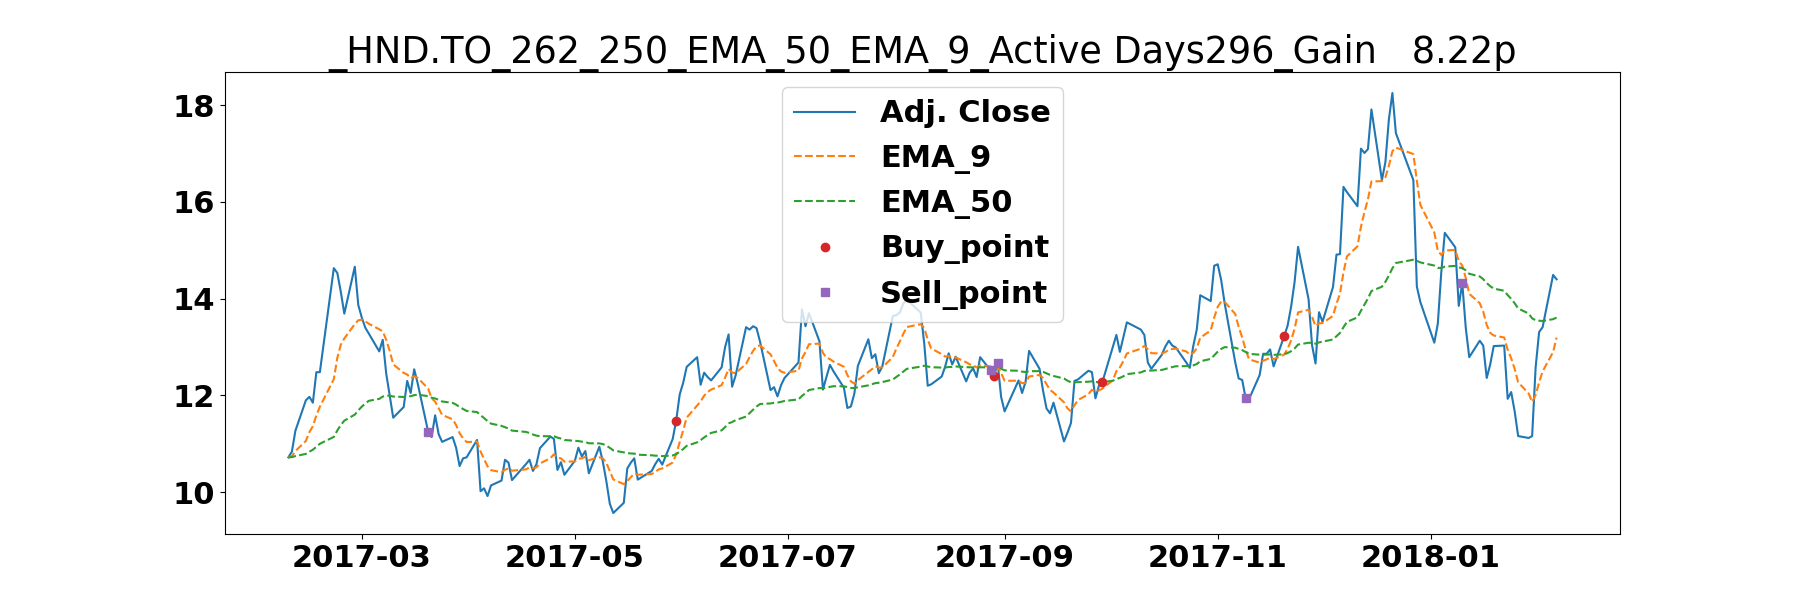 _HND.TO_262_250_EMA_50_EMA_9_Active Days296_Gain   8.22p
Adj. Close
EMA_9
EMA_50
Buy_point
Sell_point
18
16
14
12
10
2017-03
2017-05
2017-07
2017-09
2017-11
2018-01